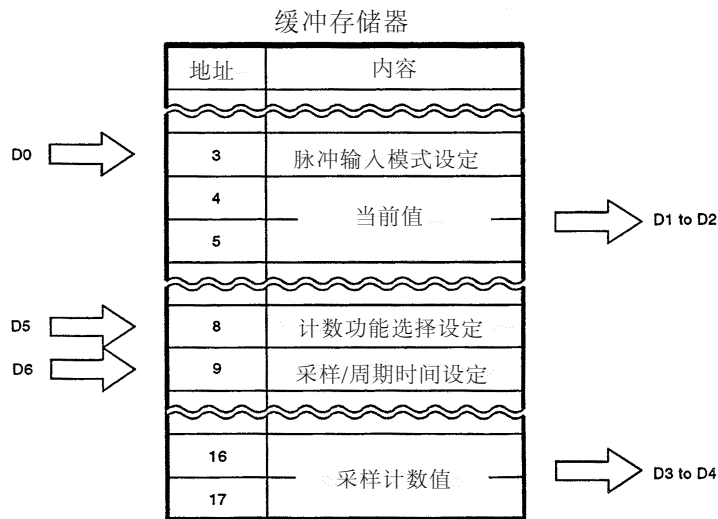 缓冲存储器
地址 内容
D0 3 脉冲输入模式设定
4
当前值 D1 to D2
5
D5 8 计数功能选择设定
D6 9 采样/周期时间设定
16
采样计数值 D3 to D4
17